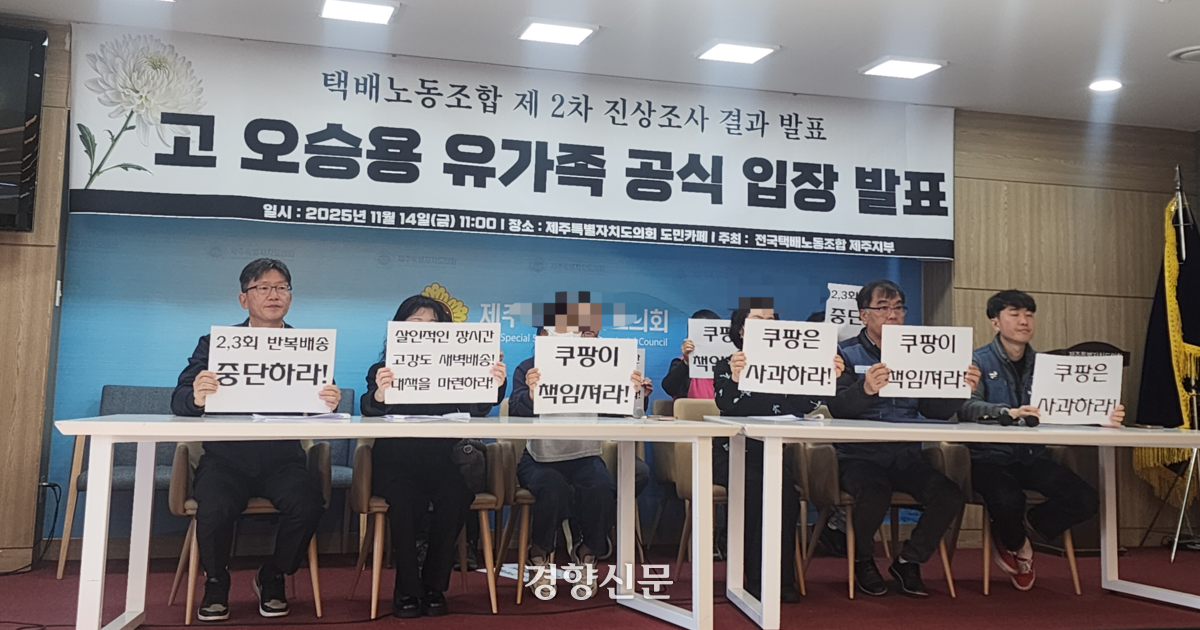 택배노동조합 제 2차 진상조사 결과 발표
고 오승용 유가족 공식 입장 발표
일시 : 2025년 11월 14일(금) 11:00 | 장소 : 제주특별자치도의회 도민카페 | 주최 : 전국택배노동조합 제주지부
제주
의회
Special
Council
2,3회 반복배송
중단하라!
살인적인 장시간
고강도 새벽배송!
대책을 마련하라!
쿠팡이
책임져라!
쿠팡은
사과하라!
2,3회
중단
쿠팡이
책임져라!
쿠팡은
사과하라!
경향신문